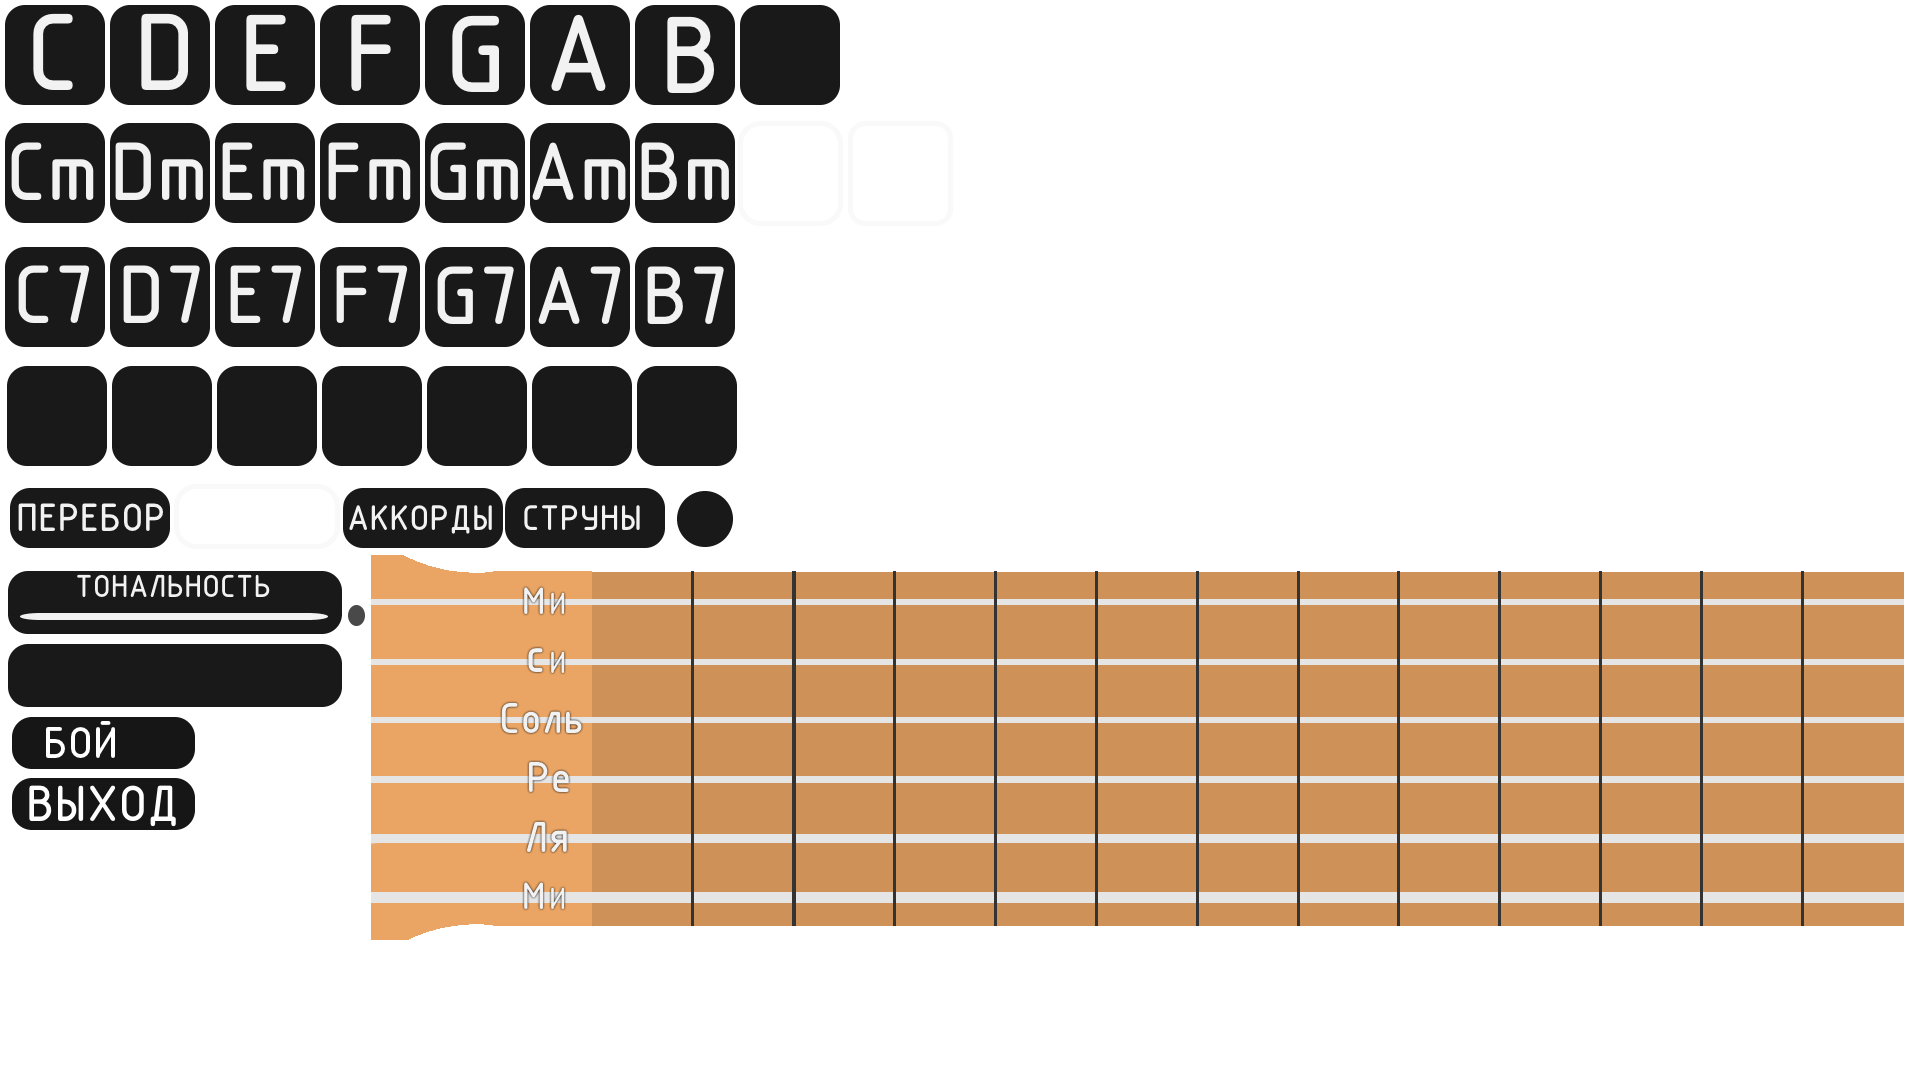 C D E F G A B
Cm Dm Em Fm Gm Am Bm
C7 D7 E7 F7 G7 A7 B7
ПЕРЕБОР АККОРДЫ СТРУНЫ
ТОНАЛЬНОСТЬ
Ми
Си
Соль
БОЙ
Ре
ВЫХОД
Ля
Ми